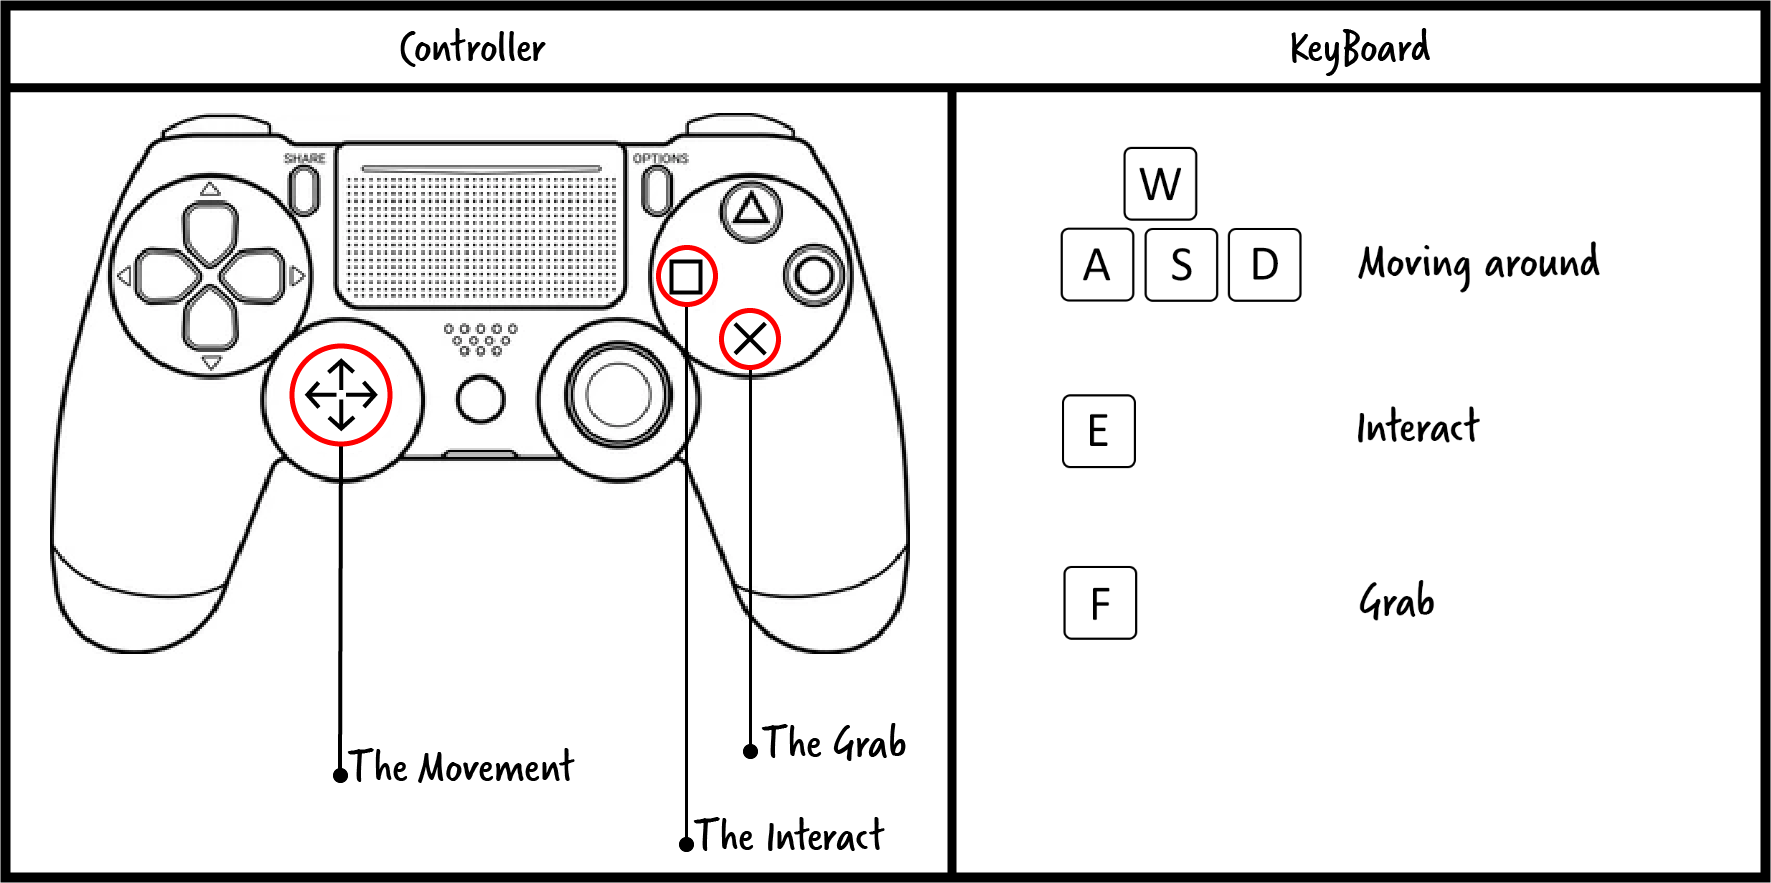 Controller
KeyBoard
SHARE
OPTIONS
The Movement
The Grab
The Interact
W
A S D Moving around
E Interact
F Grab